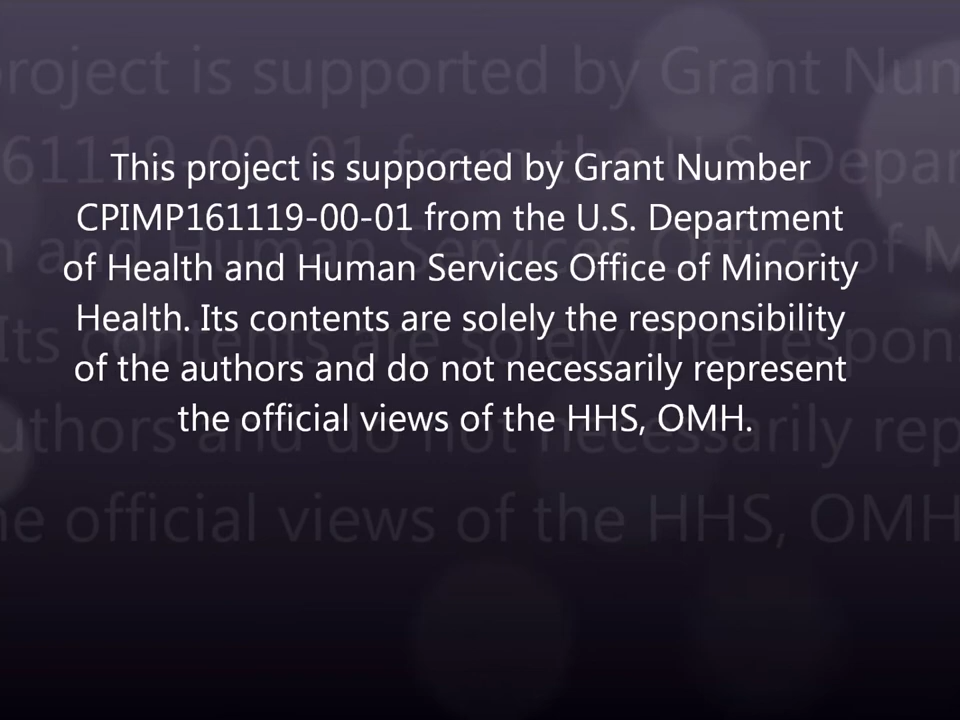 This project is supported by Grant Number
CPIMP161119-00-01 from the U.S. Department
of Health and Human Services Office of Minority
Health. Its contents are solely the responsibility
of the authors and do not necessarily represent
the official views of the HHS, OMH.